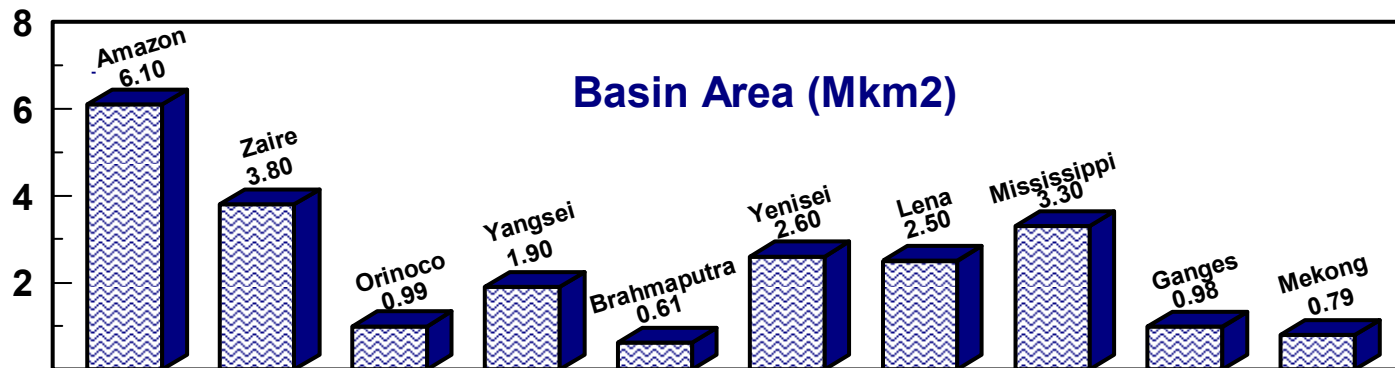 8
6
4
2
Basin Area (Mkm2)
Amazon
6.10
Zaire
3.80
Orinoco
0.99
Yangsei
1.90
Brahmaputra
0.61
Yenisei
2.60
Lena
2.50
Mississippi
3.30
Ganges
0.98
Mekong
0.79